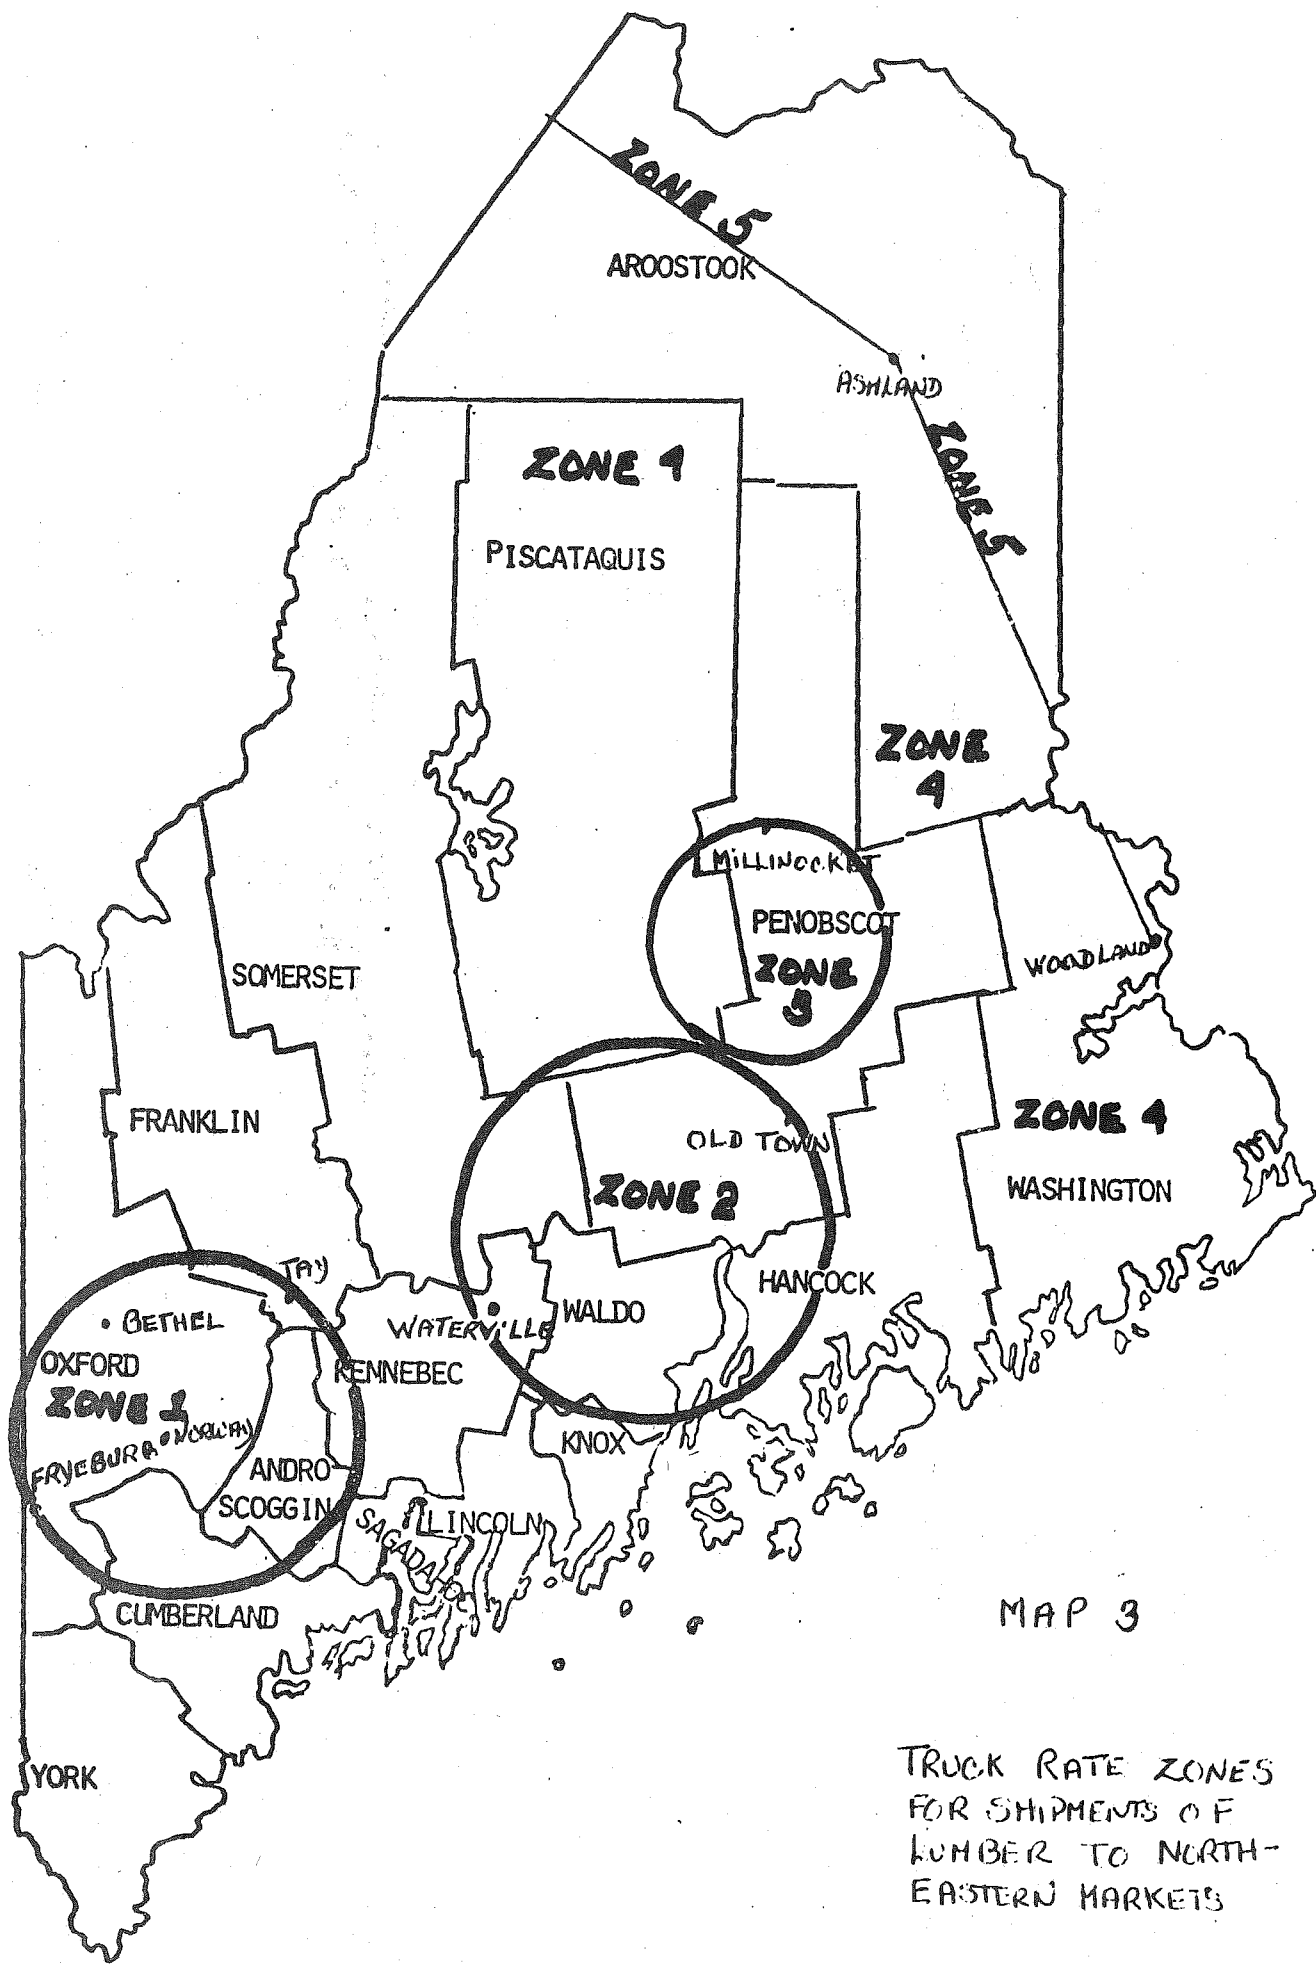 ZONE 5
AROOSTOOK
ASHLAND
ZONE 5
ZONE 4
PISCATAQUIS
ZONE
4
MILLINOCKET
PENOBSCOT
ZONE
3
WOODLAND
SOMERSET
FRANKLIN
OLD TOWN
ZONE 4
ZONE 2
WASHINGTON
JAY
HANCOCK
BETHEL
WATERVILLE
WALDO
OXFORD
KENNEBEC
ZONE 1
NORWAY
FRYEBURG
KNOX
ANDRO
SCOGGIN
LINCOLN
SAGADAHOC
CUMBERLAND
MAP 3
YORK
TRUCK RATE ZONES
FOR SHIPMENTS OF
LUMBER TO NORTH-
EASTERN MARKETS